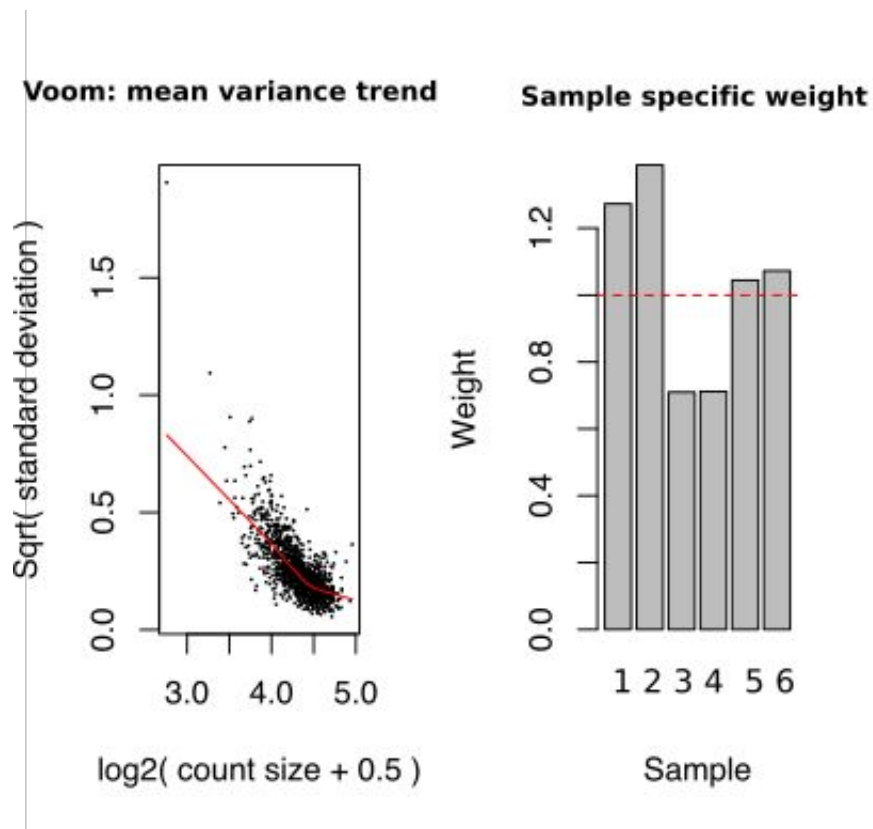 Voom: mean variance trend
Sqrt( standard deviation )
0.0 0.5 1.0 1.5
3.0 4.0 5.0
log2( count size + 0.5 )
Sample specific weight
Weight
0.0 0.4 0.8 1.2
1 2 3 4 5 6
Sample